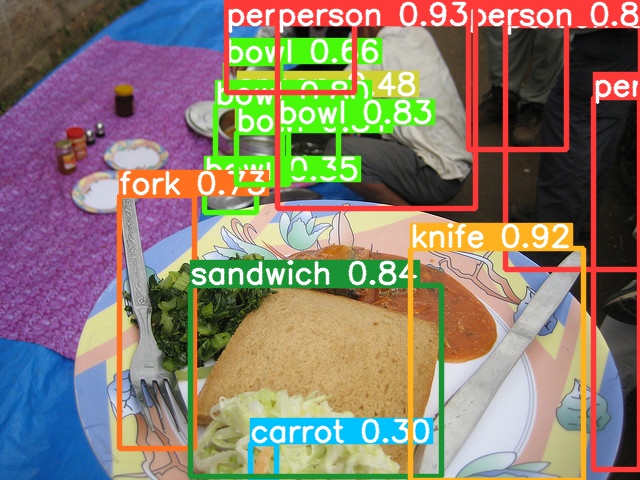 person 0.93
person 0.8
bowl 0.66
per
0.48
bowl 0.83
bowl 0.35
fork 0.73
knife 0.92
sandwich 0.84
carrot 0.30